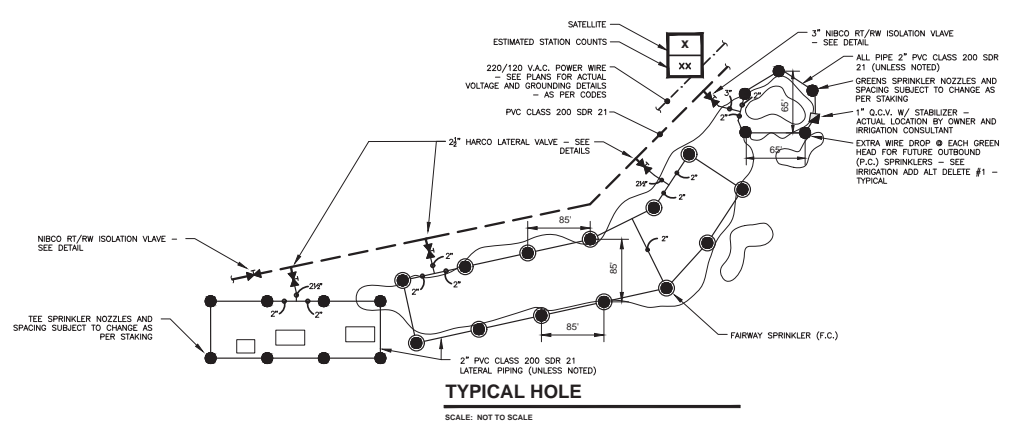 SATELLITE
X
ESTIMATED STATION COUNTS
XX
220/120 V.A.C. POWER WIRE
– SEE PLANS FOR ACTUAL
VOLTAGE AND GROUNDING DETAILS
– AS PER CODES
PVC CLASS 200 SDR 21
2½" HARCO LATERAL VALVE – SEE
DETAILS
3" NIBCO RT/RW ISOLATION VLAVE
– SEE DETAIL
ALL PIPE 2" PVC CLASS 200 SDR
21 (UNLESS NOTED)
GREENS SPRINKLER NOZZLES AND
SPACING SUBJECT TO CHANGE AS
PER STAKING
1" Q.C.V. W/ STABILIZER –
ACTUAL LOCATION BY OWNER AND
IRRIGATION CONSULTANT
EXTRA WIRE DROP @ EACH GREEN
HEAD FOR FUTURE OUTBOUND
(P.C.) SPRINKLERS – SEE
IRRIGATION ADD ALT DELETE #1 –
TYPICAL
3"
2"
2"
65'
65'
2½"
2"
2"
85'
85'
2"
NIBCO RT/RW ISOLATION VLAVE –
SEE DETAIL
2"
2"
2"
2½"
2"
2"
85'
TEE SPRINKLER NOZZLES AND
SPACING SUBJECT TO CHANGE AS
PER STAKING
FAIRWAY SPRINKLER (F.C.)
2" PVC CLASS 200 SDR 21
LATERAL PIPING (UNLESS NOTED)
TYPICAL HOLE
SCALE: NOT TO SCALE